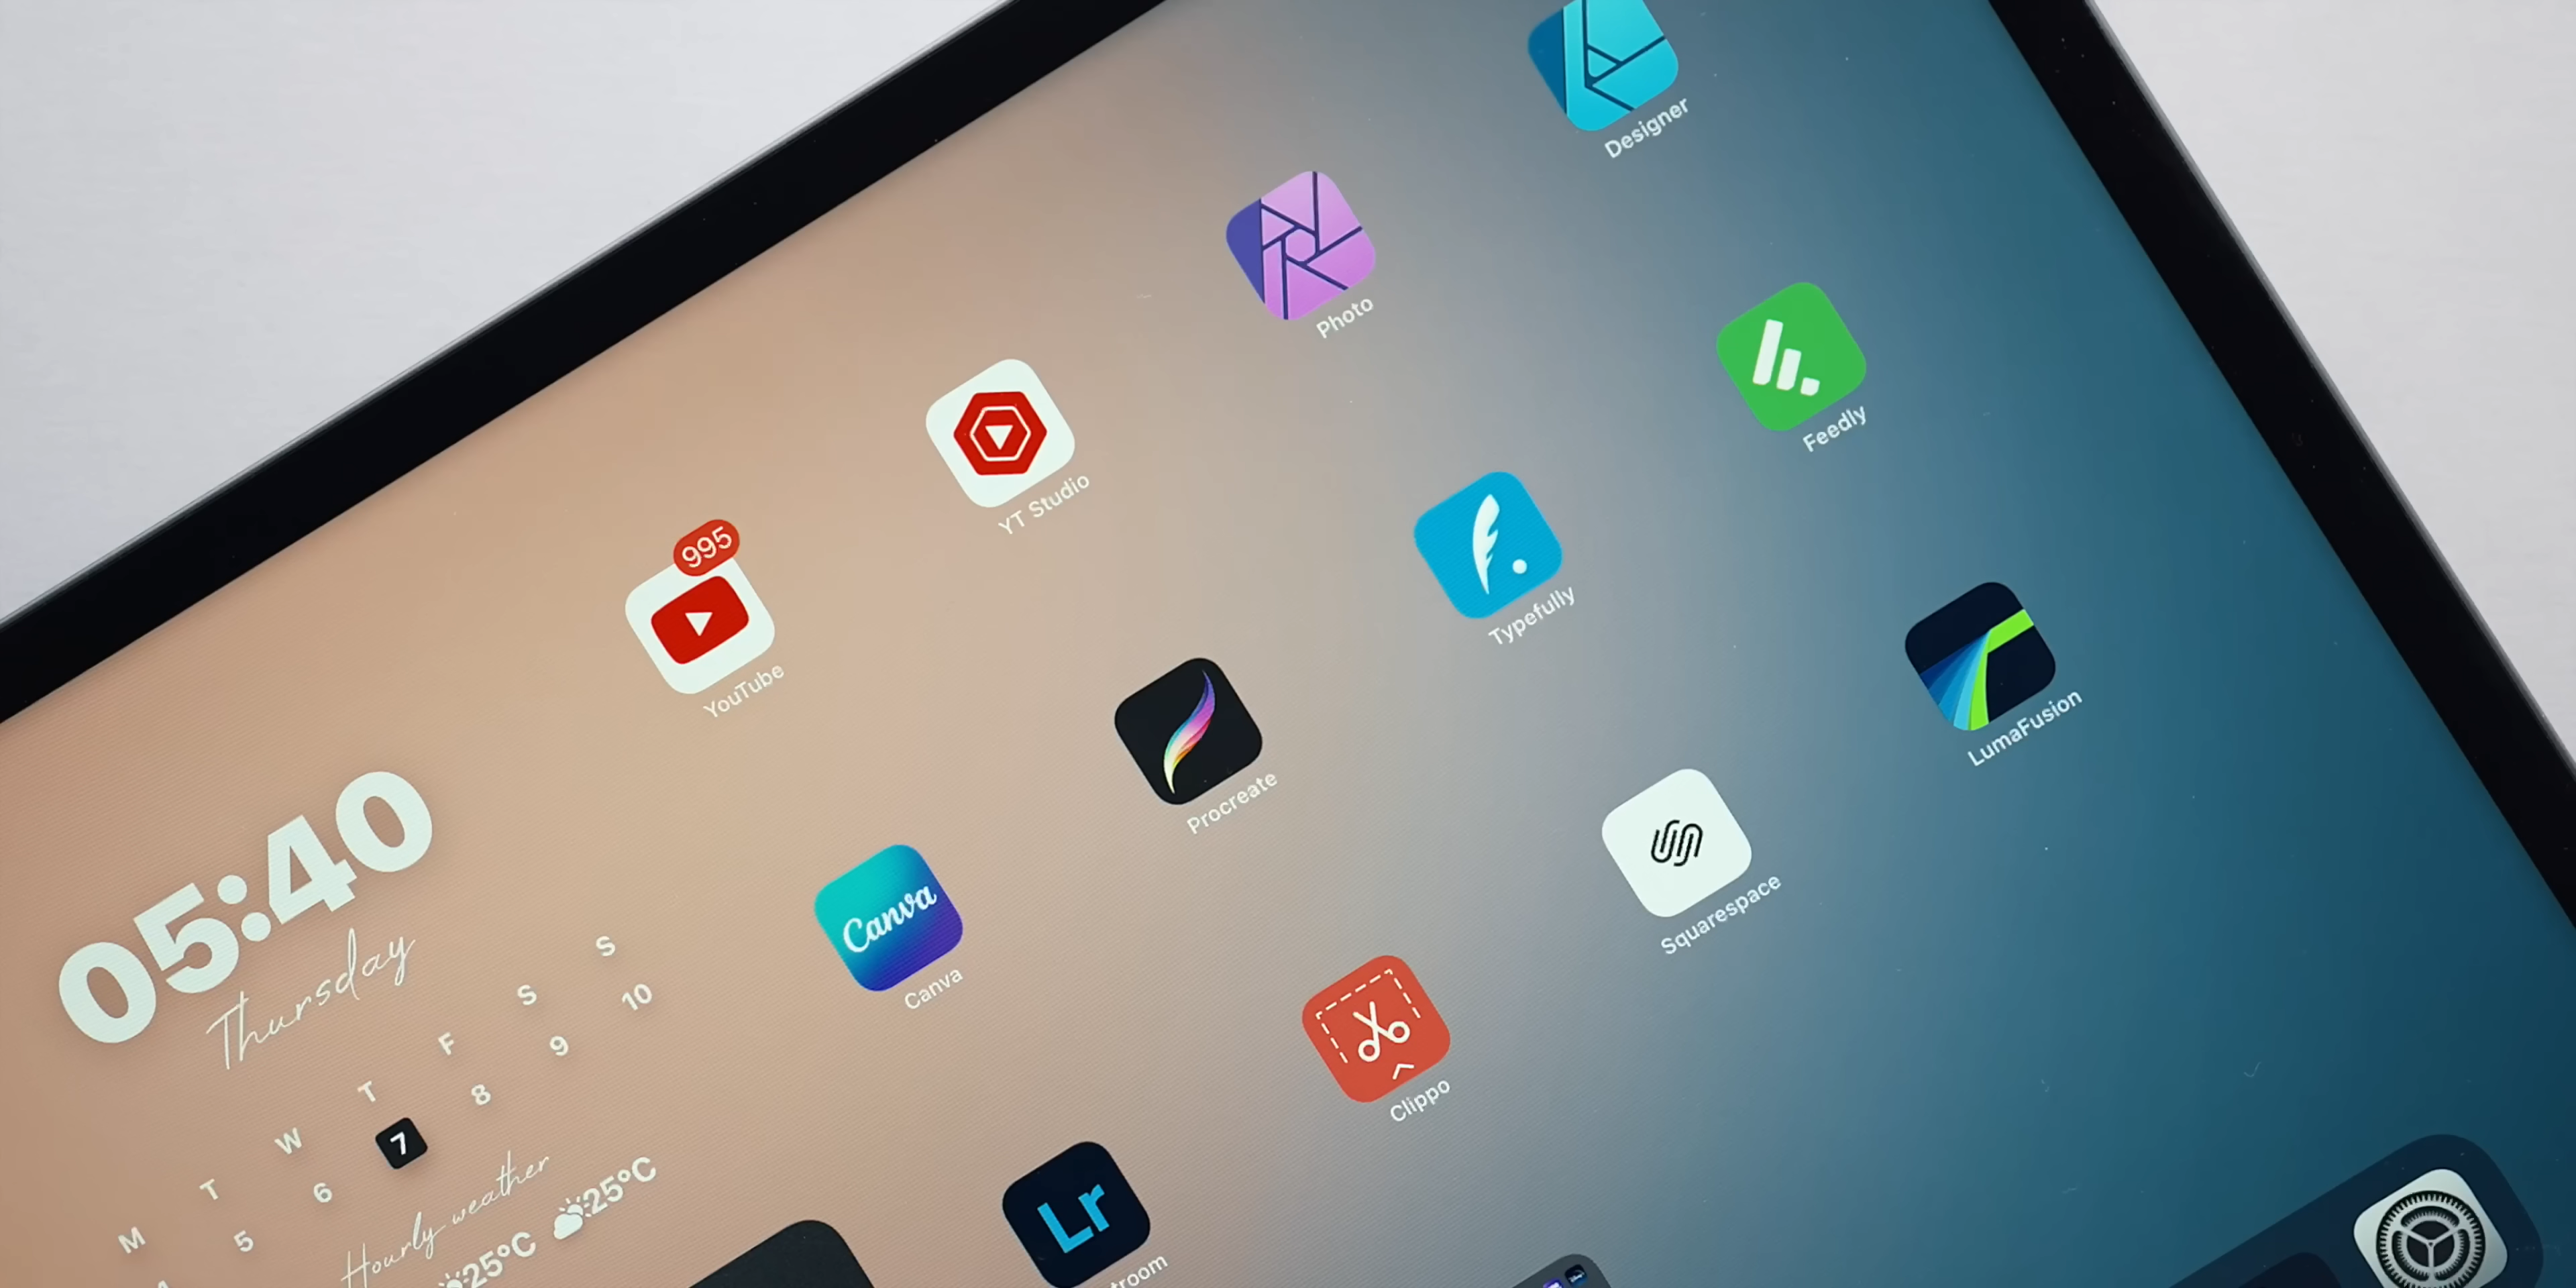 05:40
Thursday
M T W T F S S
5 6 7 8 9 10
Hourly weather
25°C 25°C
995
YouTube
YT Studio
Photo
Designer
Canva
Canva
Procreate
Typefully
Feedly
Lr
Clippo
Squarespace
LumaFusion